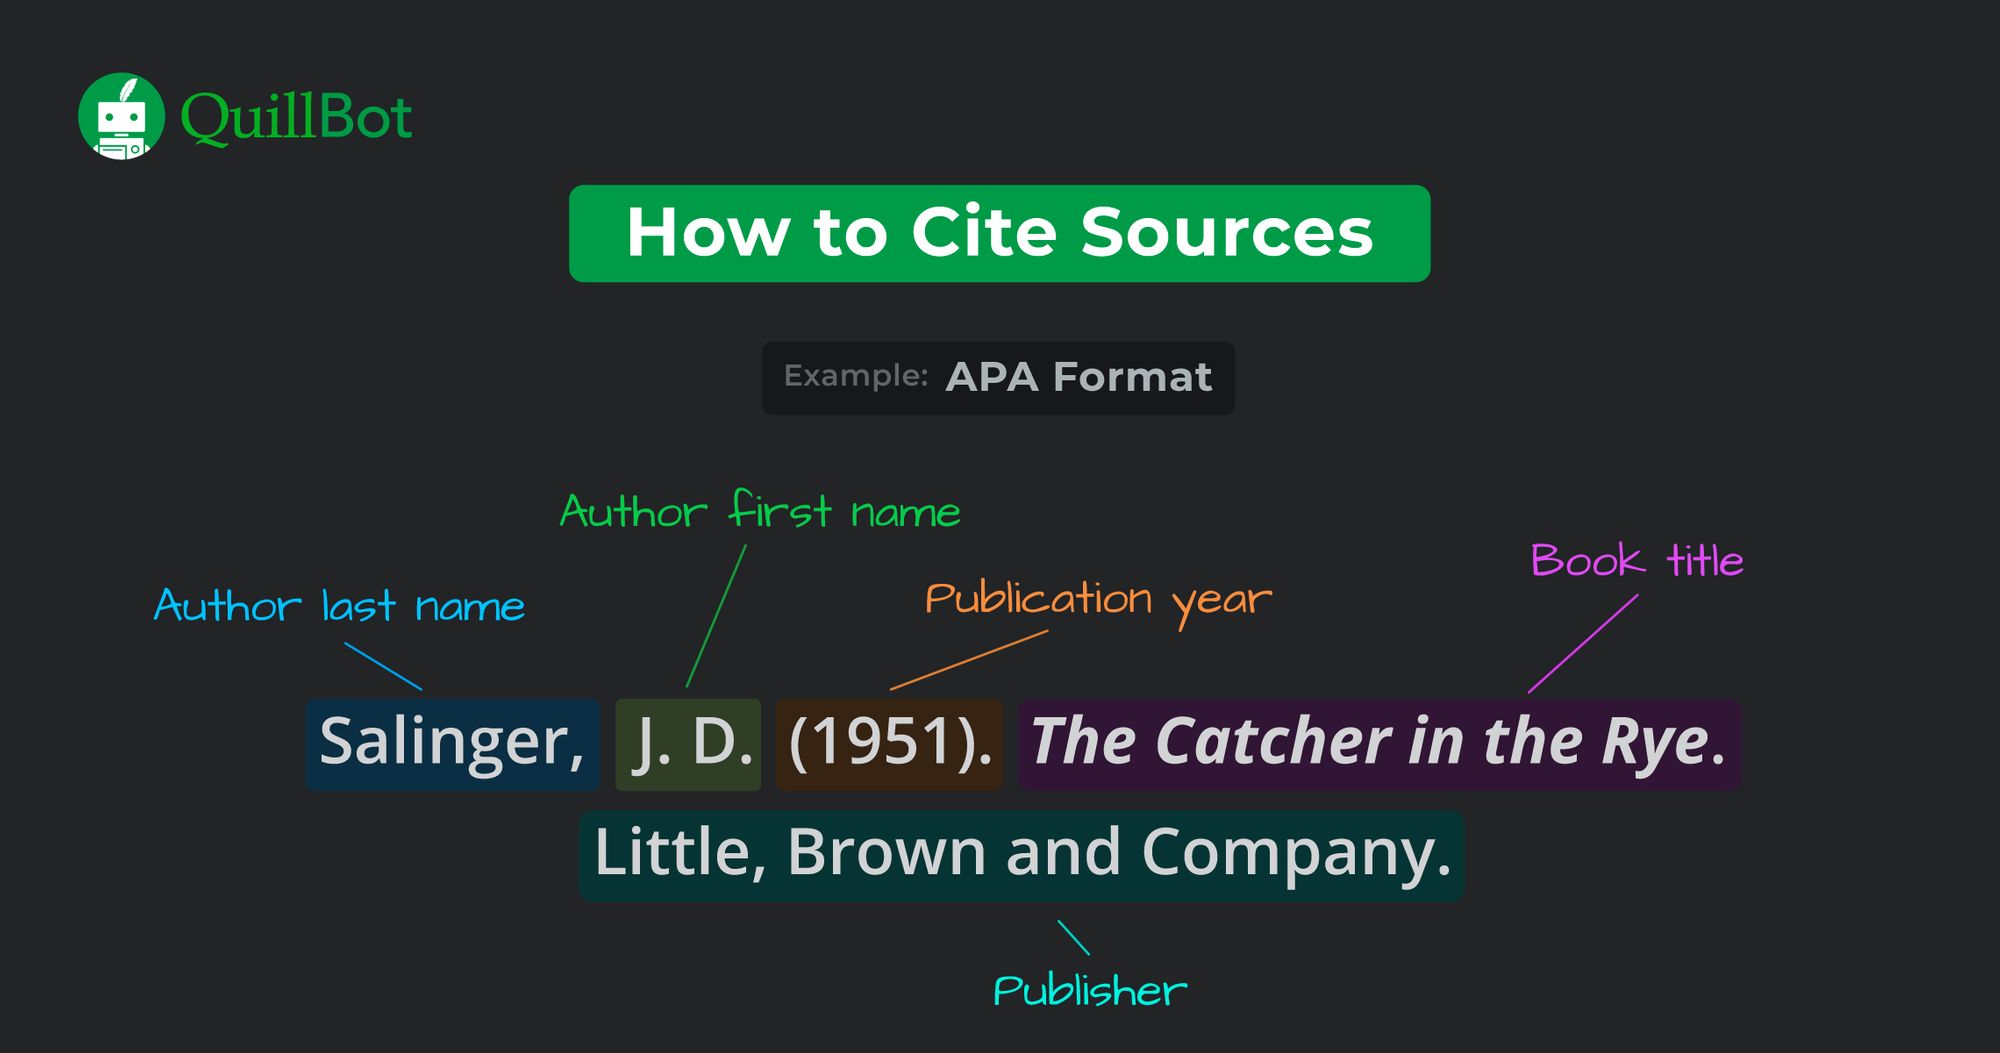 QuillBot
How to Cite Sources
Example: APA Format
Author first name
Book title
Author last name
Publication year
Salinger, J. D. (1951). The Catcher in the Rye.
Little, Brown and Company.
Publisher